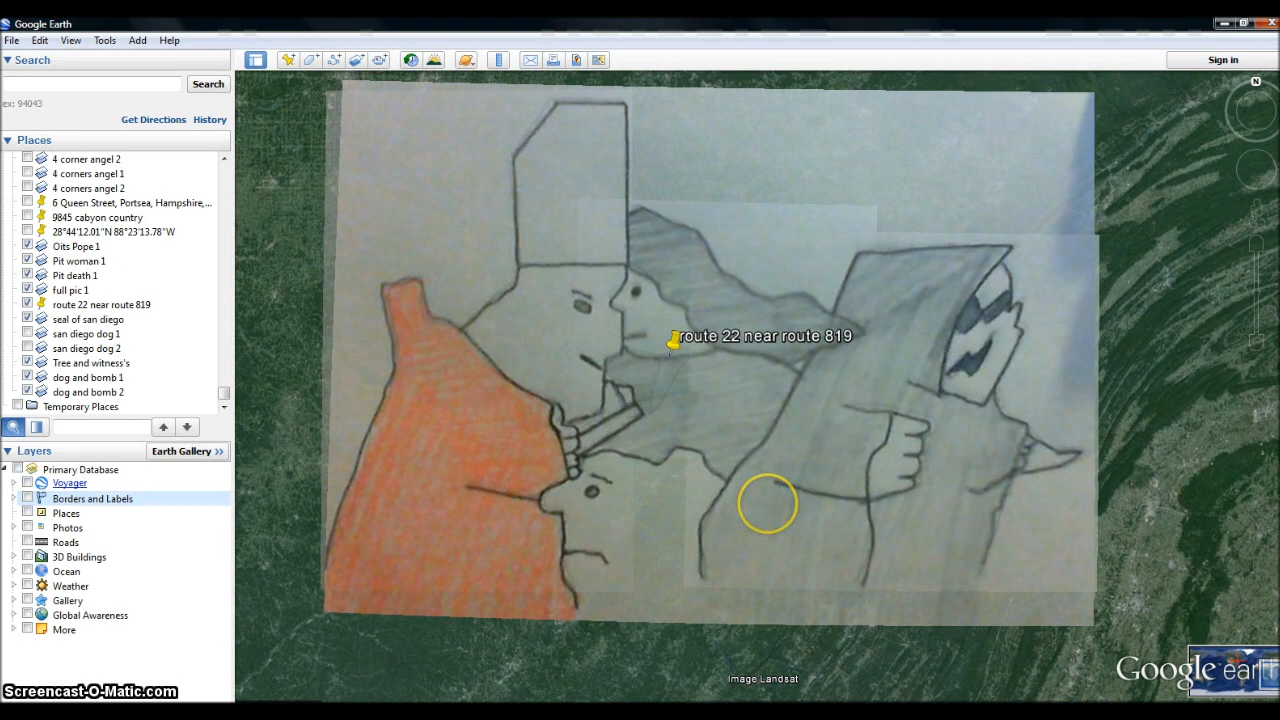 Google Earth
File Edit View Tools Add Help
Search
Sign in
Search
ex: 94043
Get Directions History
Places
4 corner angel 2
4 corners angel1
4 corners angel 2
6 Queen Street, Portsea, Hampshire,...
9845 cabyon country
28°44'12.01"N 88°23'13.78"W
Oits Pope 1
Pit woman 1
Pit death 1
full pic 1
route 22 near route 819
seal of san diego
san diego dog 1
san diego dog 2
Tree and witness's
dog and bomb 1
dog and bomb 2
Temporary Places
Layers
Earth Gallery >>
Primary Database
Voyager
Borders and Labels
Places
Photos
Roads
3D Buildings
Ocean
Weather
Gallery
Global Awareness
More
route 22 near route 819
N
Image Landsat
Google earth
Screencast-O-Matic.com